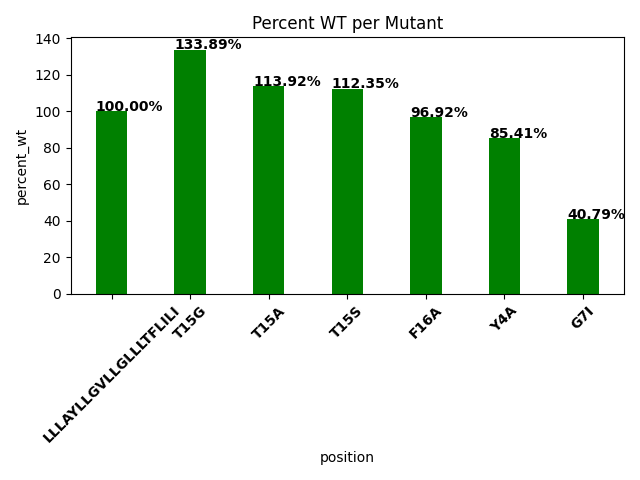 Percent WT per Mutant
percent_wt
140
120
100
80
60
40
20
0
100.00%
133.89%
113.92%
112.35%
96.92%
85.41%
40.79%
LLLAYLLGVLLGLLLTFLILI
T15G
T15A
T15S
F16A
Y4A
G7I
position